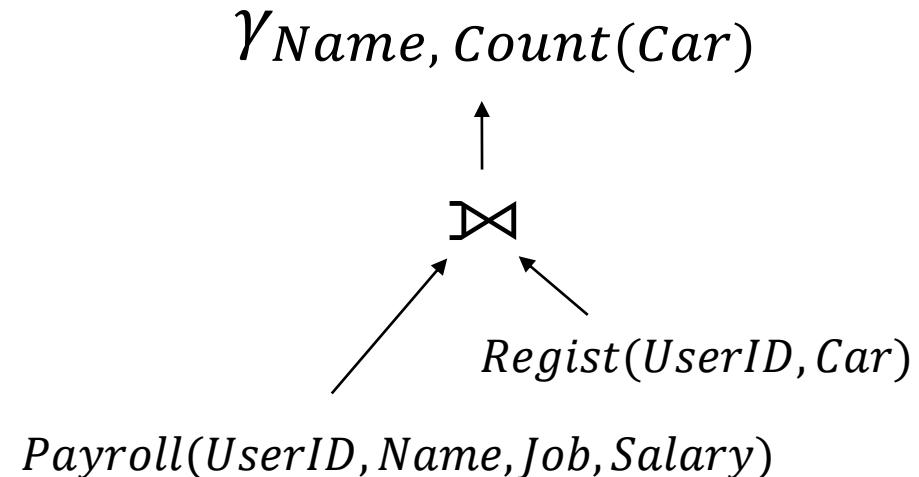 γName, Count(Car)
⟕
Regist(UserID, Car)
Payroll(UserID, Name, Job, Salary)